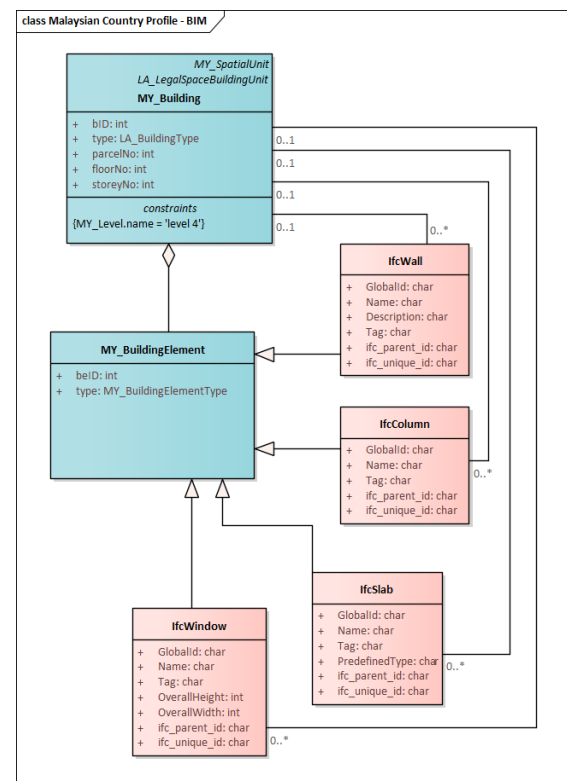 class Malaysian Country Profile - BIM
MY_SpatialUnit
LA_LegalSpaceBuildingUnit
MY_Building
+ bID: int
+ type: LA_BuildingType
+ parcelNo: int
+ floorNo: int
+ storeyNo: int
constraints
{MY_Level.name = 'level 4'}
0..1
0..1
0..1
0..1
0..*
IfcWall
+ GlobalId: char
+ Name: char
+ Description: char
+ Tag: char
+ ifc_parent_id: char
+ ifc_unique_id: char
MY_BuildingElement
+ beID: int
+ type: MY_BuildingElementType
IfcColumn
+ GlobalId: char
+ Name: char
+ Tag: char
+ ifc_parent_id: char
+ ifc_unique_id: char
0..*
IfcSlab
+ GlobalId: char
+ Name: char
+ Tag: char
+ PredefinedType: char
+ ifc_parent_id: char
+ ifc_unique_id: char
0..*
IfcWindow
+ GlobalId: char
+ Name: char
+ Tag: char
+ OverallHeight: int
+ OverallWidth: int
+ ifc_parent_id: char
+ ifc_unique_id: char
0..*